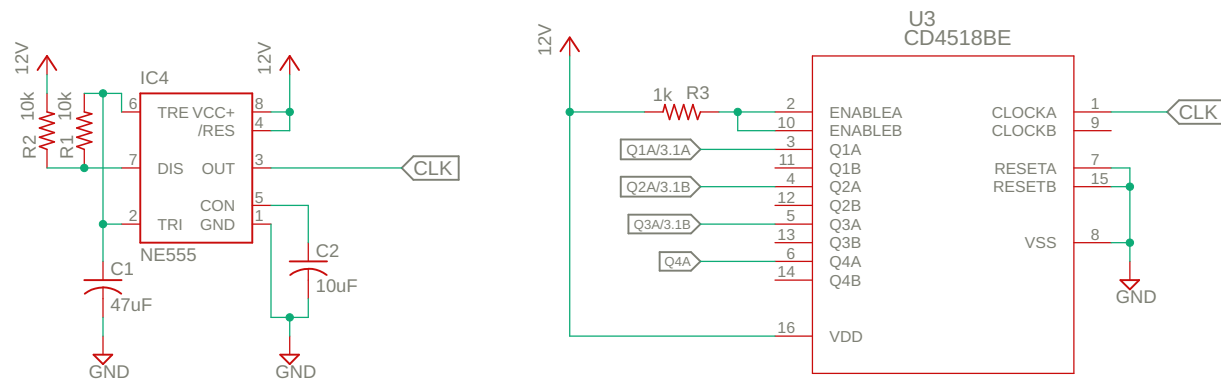 12V
R2
10k
R1
10k
IC4
6
TRE
VCC+
8
/RES
4
7
DIS
OUT
3
CLK
CON
5
2
TRI
GND
1
NE555
C1
47uF
C2
10uF
12V
GND
GND
12V
U3
CD4518BE
1k
R3
2
ENABLEA
CLOCKA
1
CLK
10
ENABLEB
CLOCKB
9
Q1A/3.1A
3
Q1A
11
Q1B
RESETA
7
Q2A/3.1B
4
Q2A
RESETB
15
12
Q2B
Q3A/3.1B
5
Q3A
13
Q3B
VSS
8
Q4A
6
Q4A
14
Q4B
GND
16
VDD